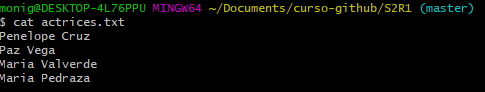 monig@DESKTOP-4L76PPU MINGW64 ~/Documents/curso-github/S2R1 (master)
$ cat actrices.txt
Penelope Cruz
Paz Vega
Maria Valverde
Maria Pedraza